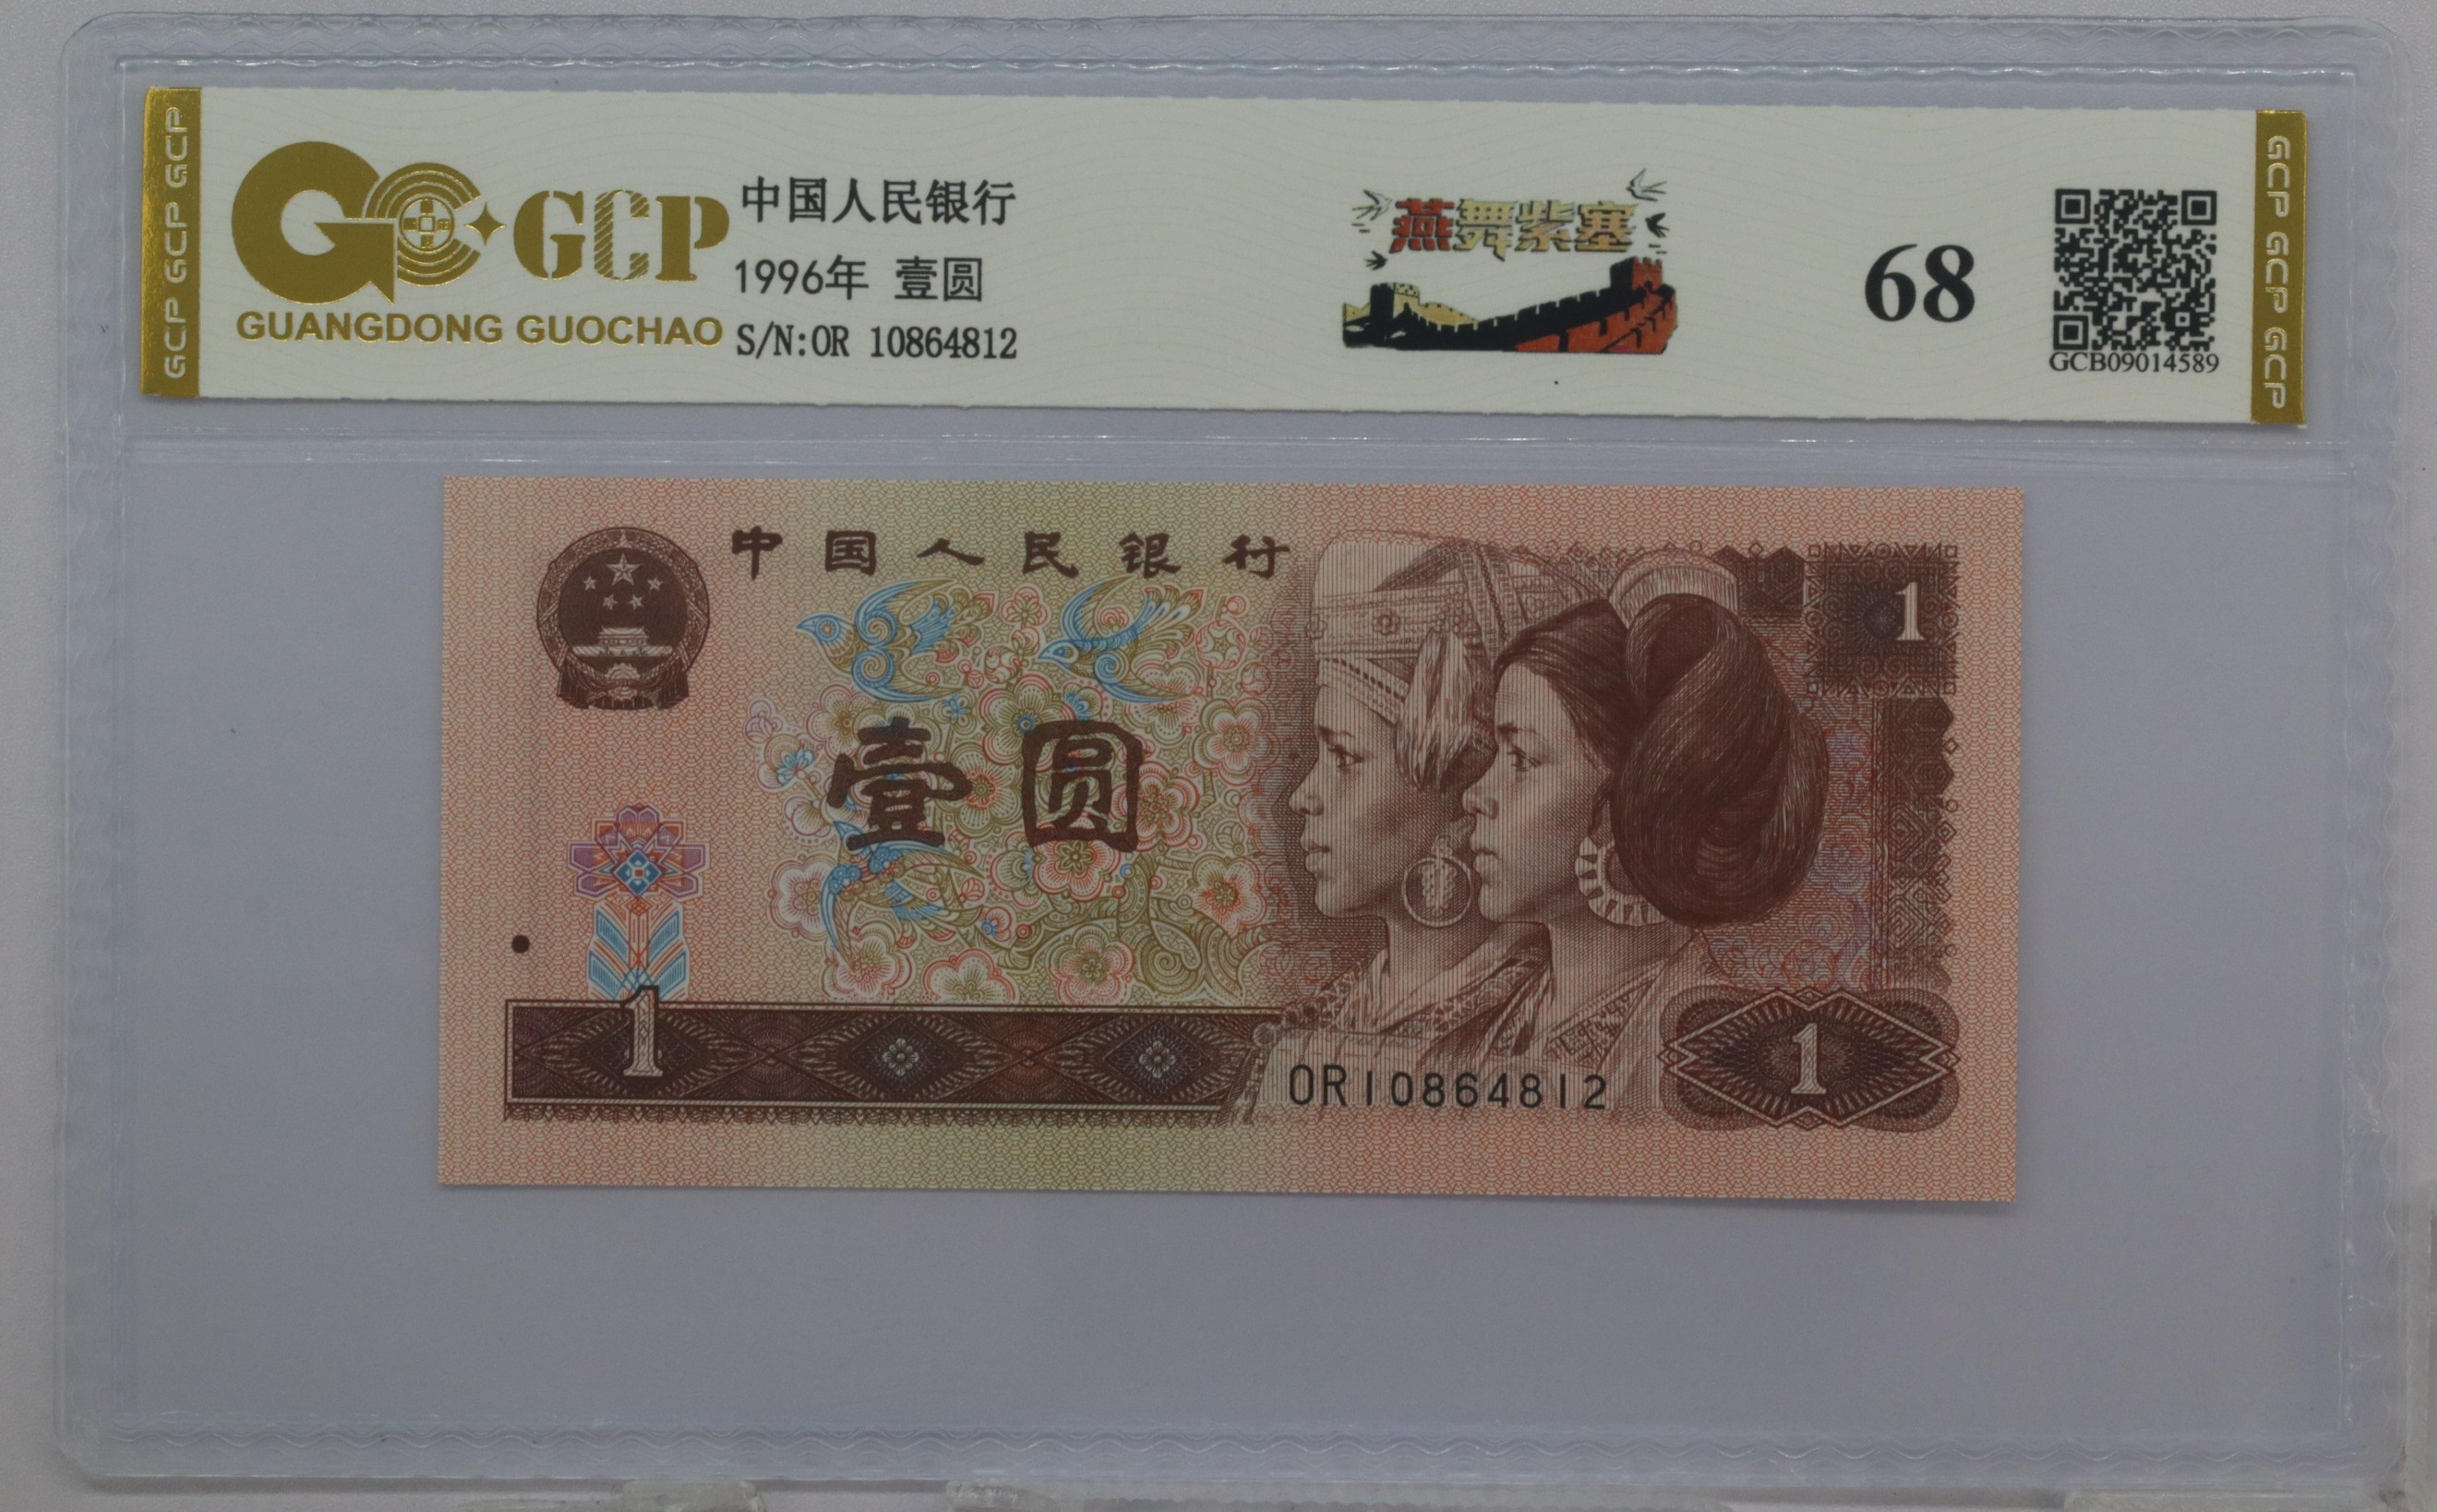 GCP GCP GCP
GCP
GUANGDONG GUOCHAO
中国人民银行
1996年 壹圆
S/N:OR 10864812
燕舞紫塞
68
GCB09014589
GCP GCP GCP
中国人民银行
1
壹圆
1
1
OR10864812